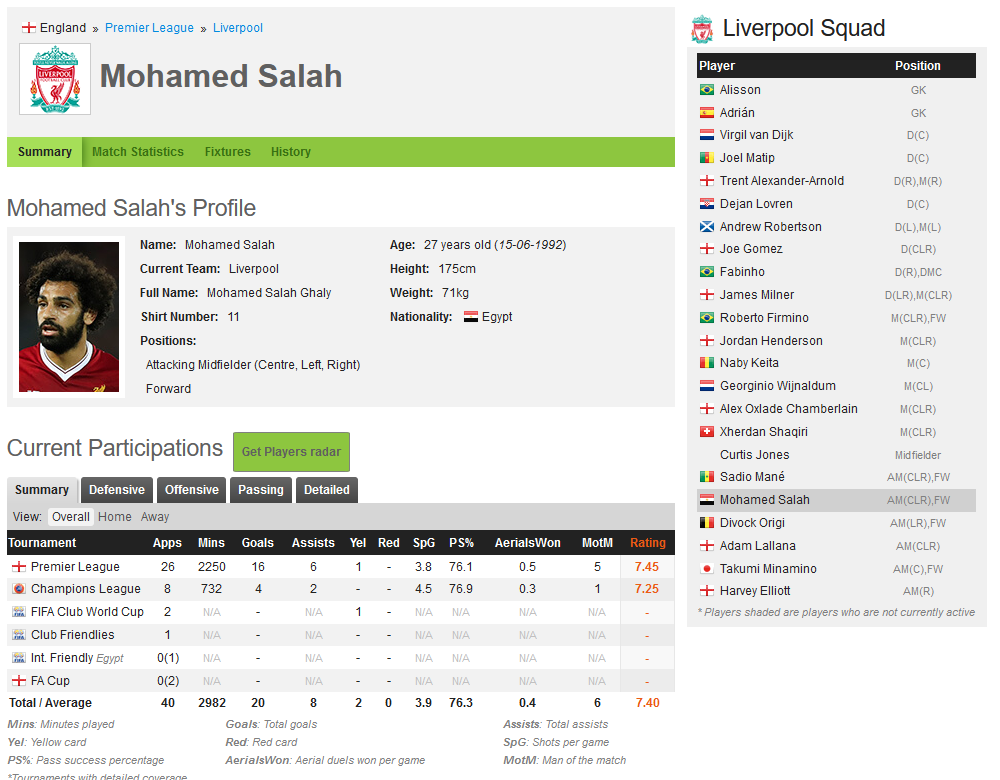 England » Premier League » Liverpool
Mohamed Salah
Summary Match Statistics Fixtures History
Mohamed Salah's Profile
Name: Mohamed Salah
Current Team: Liverpool
Full Name: Mohamed Salah Ghaly
Shirt Number: 11
Positions:
Attacking Midfielder (Centre, Left, Right)
Forward
Age: 27 years old (15-06-1992)
Height: 175cm
Weight: 71kg
Nationality: Egypt
Current Participations Get Players radar
Summary Defensive Offensive Passing Detailed
View: Overall Home Away
Tournament Apps Mins Goals Assists Yel Red SpG PS% AerialsWon MotM Rating
Premier League 26 2250 16 6 1 - 3.8 76.1 0.5 5 7.45
Champions League 8 732 4 2 - - 4.5 76.9 0.3 1 7.25
FIFA Club World Cup 2 N/A - N/A 1 - N/A N/A N/A N/A -
Club Friendlies 1 N/A - N/A - - N/A N/A N/A N/A -
Int. Friendly Egypt 0(1) N/A - N/A - - N/A N/A N/A N/A -
FA Cup 0(2) N/A - N/A - - N/A N/A N/A N/A -
Total / Average 40 2982 20 8 2 0 3.9 76.3 0.4 6 7.40
Mins: Minutes played Goals: Total goals Assists: Total assists
Yel: Yellow card Red: Red card SpG: Shots per game
PS%: Pass success percentage AerialsWon: Aerial duels won per game MotM: Man of the match
*Tournaments with detailed coverage
Liverpool Squad
Player Position
Alisson GK
Adrián GK
Virgil van Dijk D(C)
Joel Matip D(C)
Trent Alexander-Arnold D(R),M(R)
Dejan Lovren D(C)
Andrew Robertson D(L),M(L)
Joe Gomez D(CLR)
Fabinho D(R),DMC
James Milner D(LR),M(CLR)
Roberto Firmino M(CLR),FW
Jordan Henderson M(CLR)
Naby Keita M(C)
Georginio Wijnaldum M(CL)
Alex Oxlade Chamberlain M(CLR)
Xherdan Shaqiri M(CLR)
Curtis Jones Midfielder
Sadio Mané AM(CLR),FW
Mohamed Salah AM(CLR),FW
Divock Origi AM(LR),FW
Adam Lallana AM(CLR)
Takumi Minamino AM(C),FW
Harvey Elliott AM(R)
* Players shaded are players who are not currently active